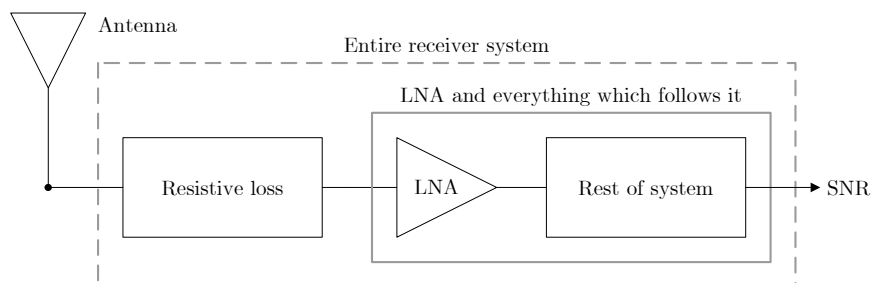 Antenna
Entire receiver system
LNA and everything which follows it
Resistive loss
LNA
Rest of system
SNR